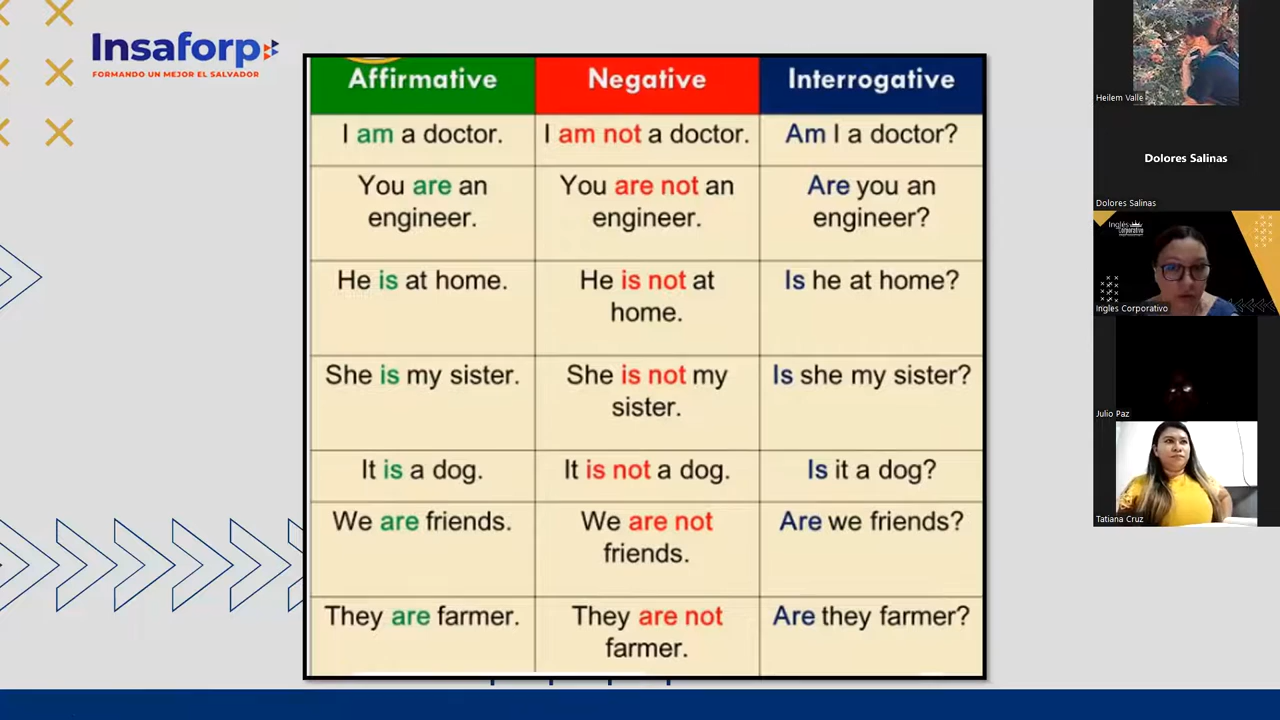 Insaforp
FORMANDO UN MEJOR EL SALVADOR
Affirmative Negative Interrogative
I am a doctor. I am not a doctor. Am I a doctor?
You are an engineer. You are not an engineer. Are you an engineer?
He is at home. He is not at home. Is he at home?
She is my sister. She is not my sister. Is she my sister?
It is a dog. It is not a dog. Is it a dog?
We are friends. We are not friends. Are we friends?
They are farmer. They are not farmer. Are they farmer?
Heilem Valle
Dolores Salinas
Dolores Salinas
Inglés
Corporativo
Ingles Corporativo
Julio Paz
Tatiana Cruz